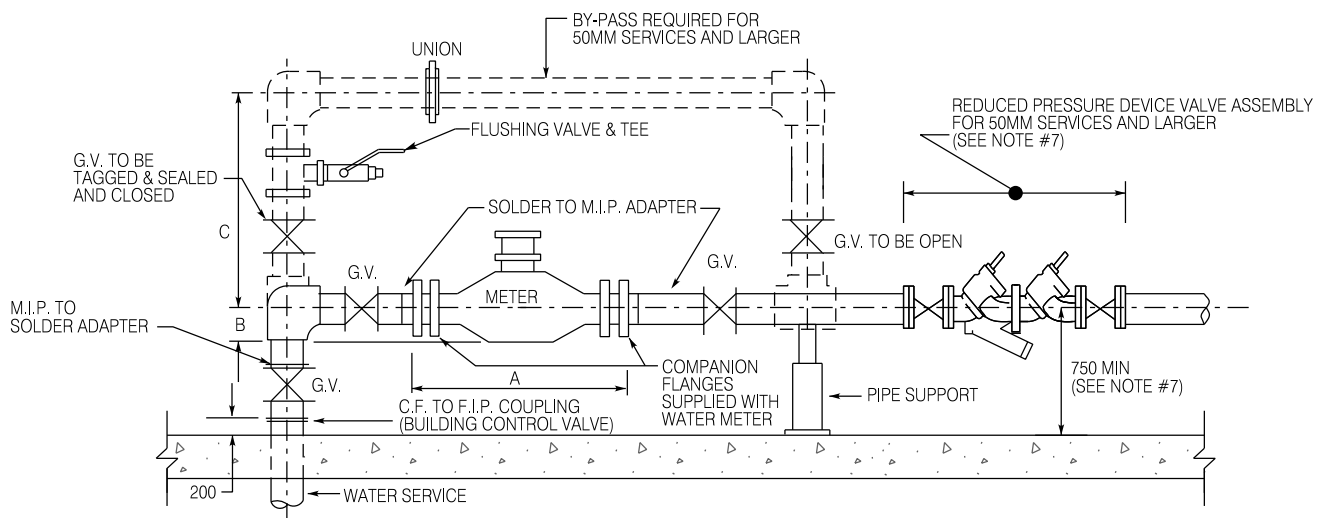 BY-PASS REQUIRED FOR
50MM SERVICES AND LARGER
UNION
REDUCED PRESSURE DEVICE VALVE ASSEMBLY
FOR 50MM SERVICES AND LARGER
(SEE NOTE #7)
FLUSHING VALVE & TEE
G.V. TO BE
TAGGED & SEALED
AND CLOSED
SOLDER TO M.I.P. ADAPTER
C
G.V. TO BE OPEN
G.V.
G.V.
METER
M.I.P. TO
SOLDER ADAPTER
B
A
COMPANION
FLANGES
SUPPLIED WITH
WATER METER
750 MIN
(SEE NOTE #7)
G.V.
PIPE SUPPORT
C.F. TO F.I.P. COUPLING
(BUILDING CONTROL VALVE)
200
WATER SERVICE